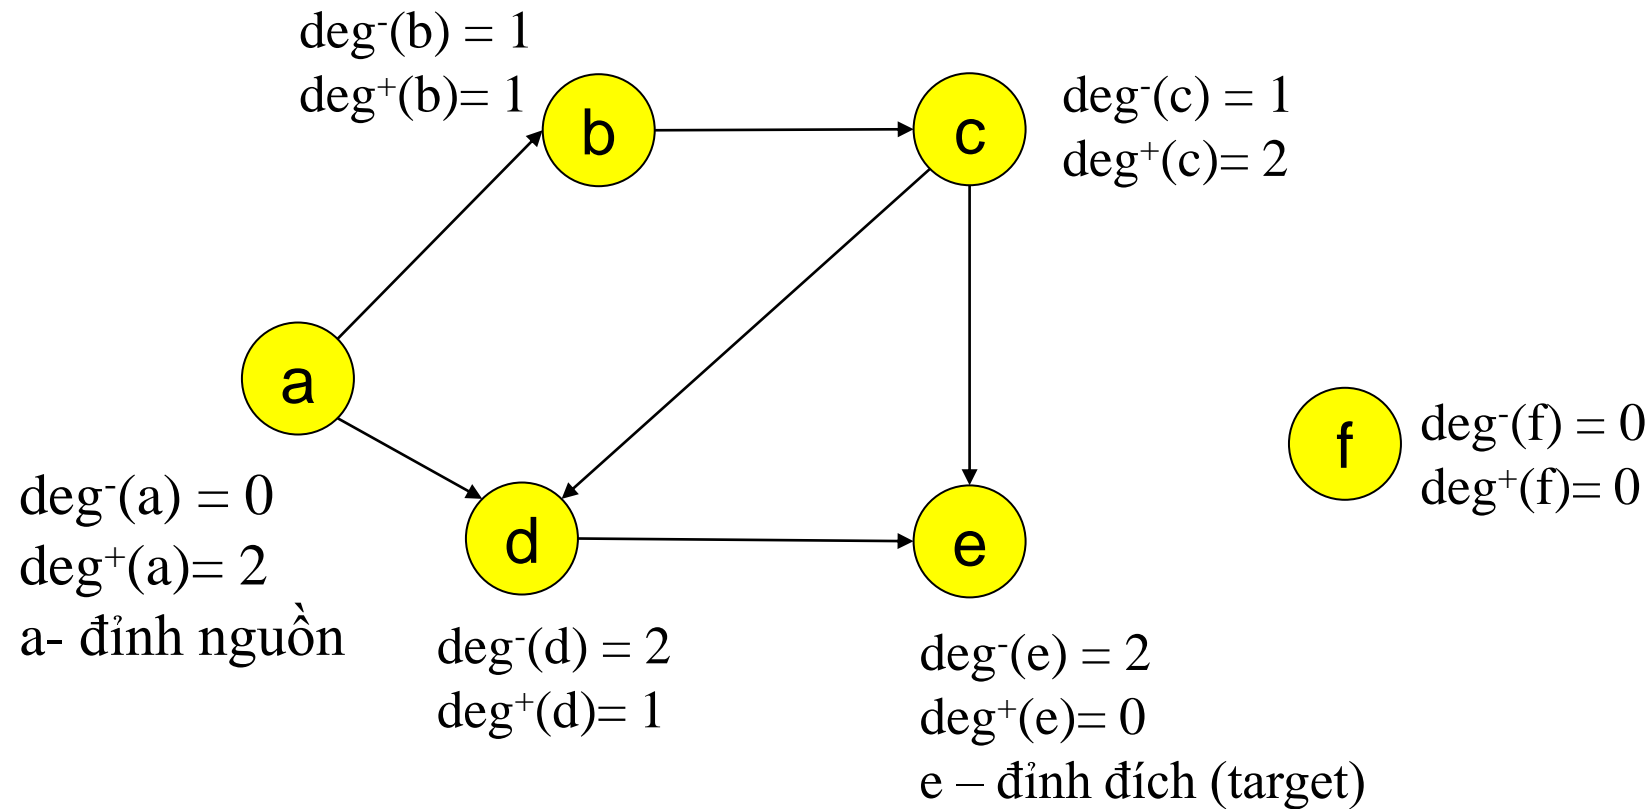 deg⁻(b) = 1
deg⁺(b)= 1
b
c
deg⁻(c) = 1
deg⁺(c)= 2
a
f
deg⁻(f) = 0
deg⁺(f)= 0
deg⁻(a) = 0
deg⁺(a)= 2
a- đỉnh nguồn
d
e
deg⁻(d) = 2
deg⁺(d)= 1
deg⁻(e) = 2
deg⁺(e)= 0
e – đỉnh đích (target)